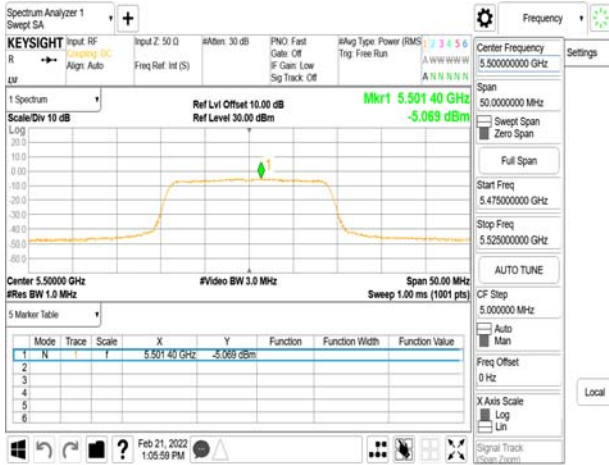 Spectrum Analyzer 1
Swept SA
Frequency
KEYSIGHT
R
LV
Input: RF
Coupling: DC
Align: Auto
Input Z: 50 Ω
Freq Ref: Int (S)
#Atten: 30 dB
PNO: Fast
Gate: Off
IF Gain: Low
Sig Track: Off
#Avg Type: Power (RMS
Trig: Free Run
1 2 3 4 5 6
A W W W W W
A N N N N N
1 Spectrum
Scale/Div 10 dB
Ref Lvl Offset 10.00 dB
Ref Level 30.00 dBm
Mkr1 5.501 40 GHz
-5.069 dBm
Log
20.0
10.0
0.00
-10.0
-20.0
-30.0
-40.0
-50.0
-60.0
1
Center 5.50000 GHz
#Res BW 1.0 MHz
#Video BW 3.0 MHz
Span 50.00 MHz
Sweep 1.00 ms (1001 pts)
5 Marker Table
Mode Trace Scale X Y Function Function Width Function Value
1 N 1 f 5.501 40 GHz -5.069 dBm
2
3
4
5
6
Feb 21, 2022
1:05:59 PM
Center Frequency
5.500000000 GHz
Span
50.0000000 MHz
Swept Span
Zero Span
Full Span
Start Freq
5.475000000 GHz
Stop Freq
5.525000000 GHz
AUTO TUNE
CF Step
5.000000 MHz
Auto
Man
Freq Offset
0 Hz
X Axis Scale
Log
Lin
Signal Track
(Span Zoom)
Settings
Local